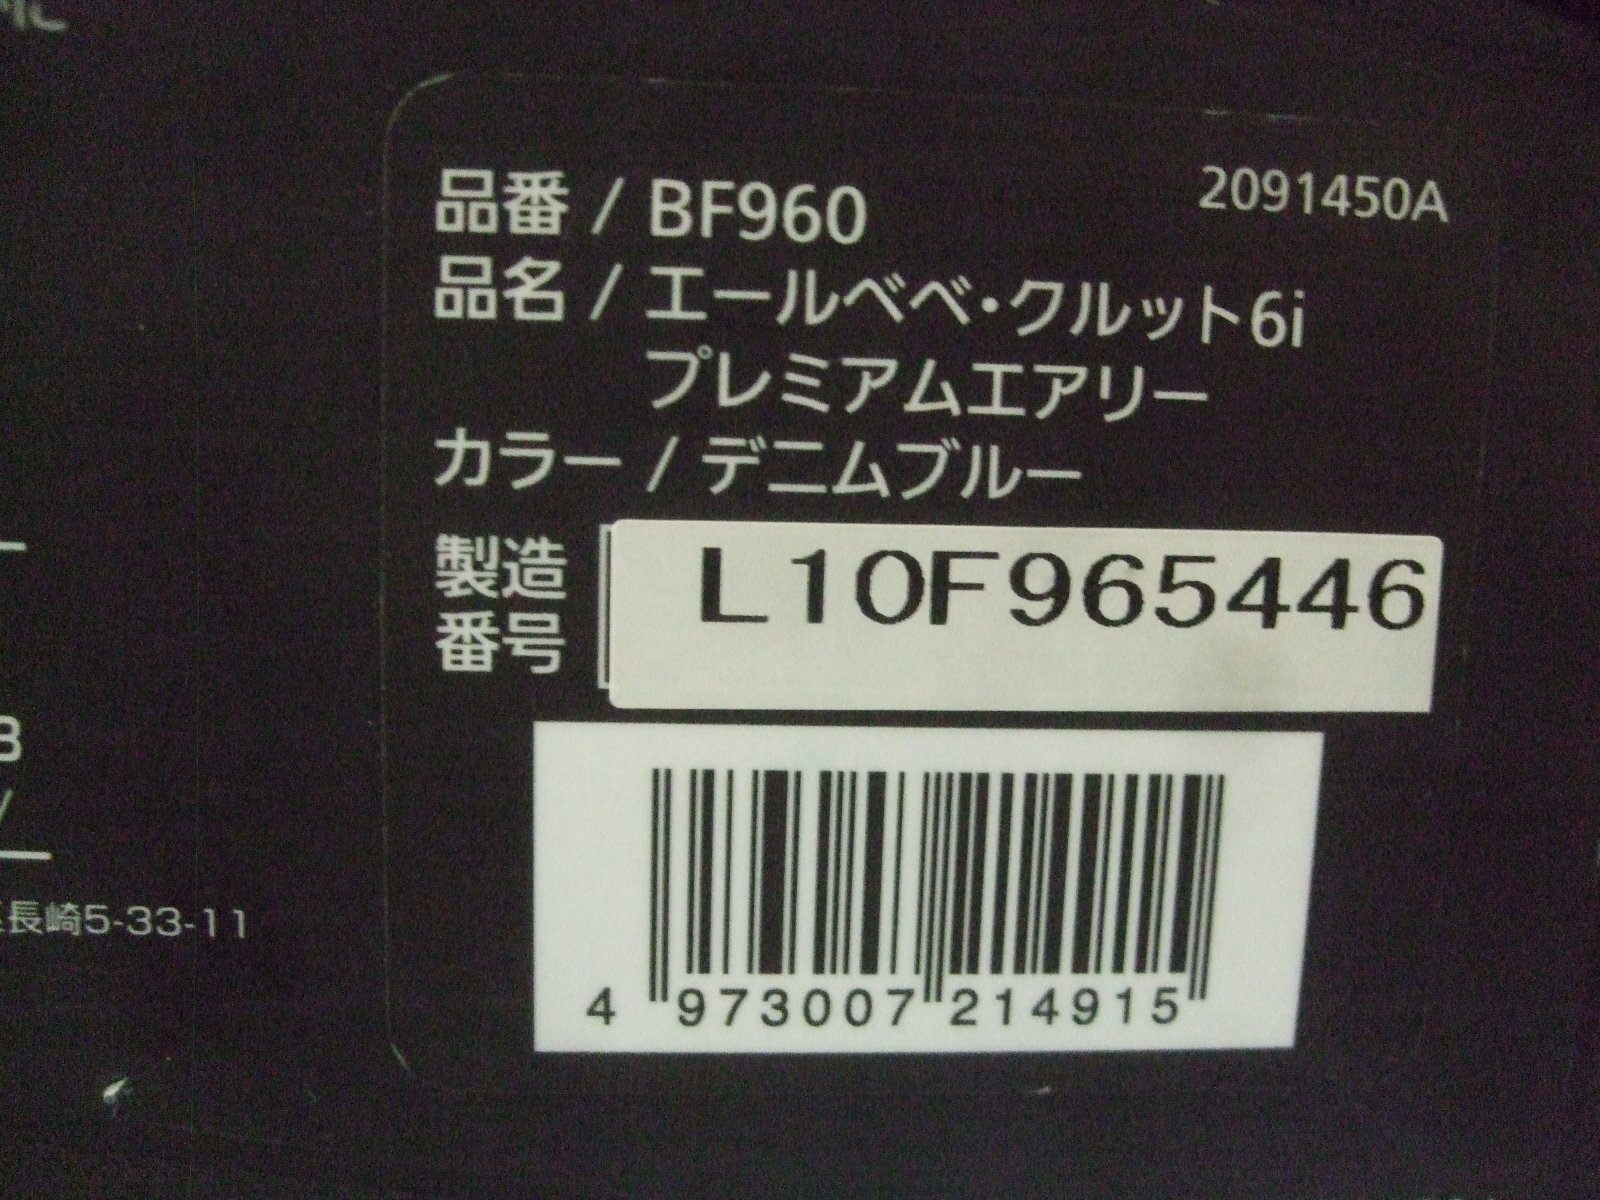 品番 / BF960
2091450A
品名 / エールベベ・クルット6i
プレミアムエアリー
カラー / デニムブルー
製造
番号
L10F965446
4 973007 214915
長崎5-33-11